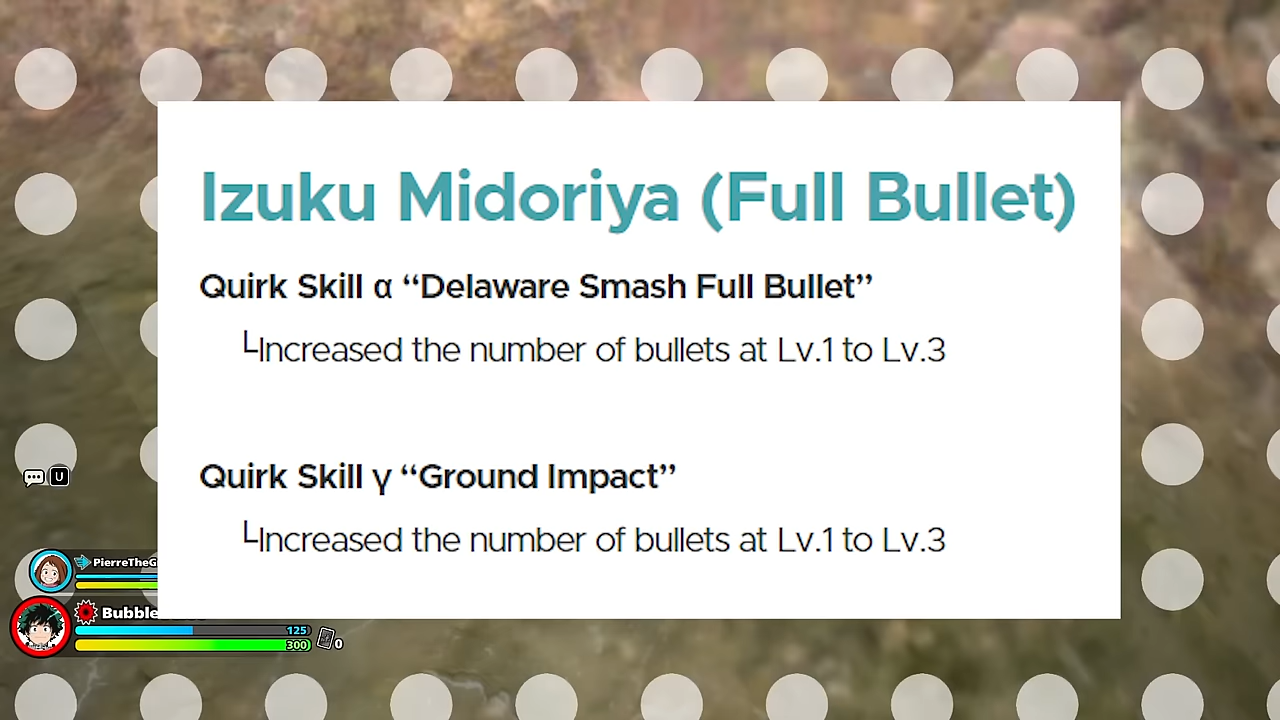 Izuku Midoriya (Full Bullet)
Quirk Skill α “Delaware Smash Full Bullet”
└Increased the number of bullets at Lv.1 to Lv.3
Quirk Skill γ “Ground Impact”
└Increased the number of bullets at Lv.1 to Lv.3
U
PierreTheG
Bubble
125
300
0